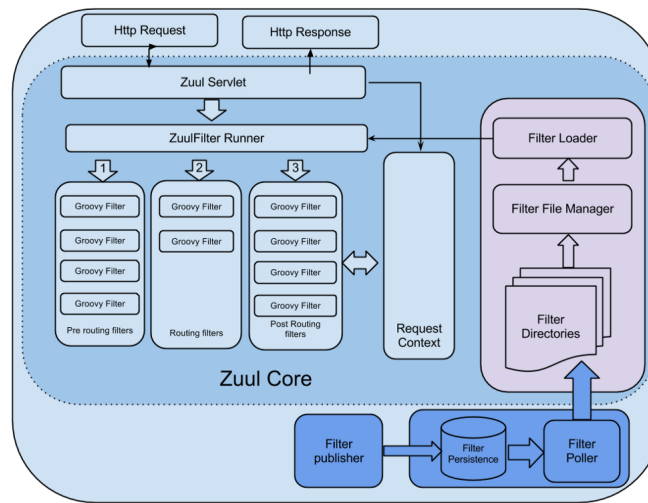 Http Request
Http Response
Zuul Servlet
ZuulFilter Runner
Filter Loader
1
2
3
Groovy Filter
Groovy Filter
Groovy Filter
Groovy Filter
Pre routing filters
Groovy Filter
Groovy Filter
Routing filters
Groovy Filter
Groovy Filter
Groovy Filter
Groovy Filter
Post Routing
filters
Request
Context
Filter File Manager
Filter
Directories
Zuul Core
Filter
publisher
Filter
Persistence
Filter
Poller